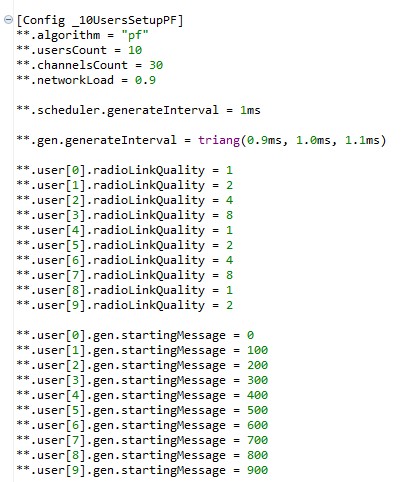 [Config _10UsersSetupPF]
**.algorithm = "pf"
**.usersCount = 10
**.channelsCount = 30
**.networkLoad = 0.9
**.scheduler.generateInterval = 1ms
**.gen.generateInterval = triang(0.9ms, 1.0ms, 1.1ms)
**.user[0].radioLinkQuality = 1
**.user[1].radioLinkQuality = 2
**.user[2].radioLinkQuality = 4
**.user[3].radioLinkQuality = 8
**.user[4].radioLinkQuality = 1
**.user[5].radioLinkQuality = 2
**.user[6].radioLinkQuality = 4
**.user[7].radioLinkQuality = 8
**.user[8].radioLinkQuality = 1
**.user[9].radioLinkQuality = 2
**.user[0].gen.startingMessage = 0
**.user[1].gen.startingMessage = 100
**.user[2].gen.startingMessage = 200
**.user[3].gen.startingMessage = 300
**.user[4].gen.startingMessage = 400
**.user[5].gen.startingMessage = 500
**.user[6].gen.startingMessage = 600
**.user[7].gen.startingMessage = 700
**.user[8].gen.startingMessage = 800
**.user[9].gen.startingMessage = 900